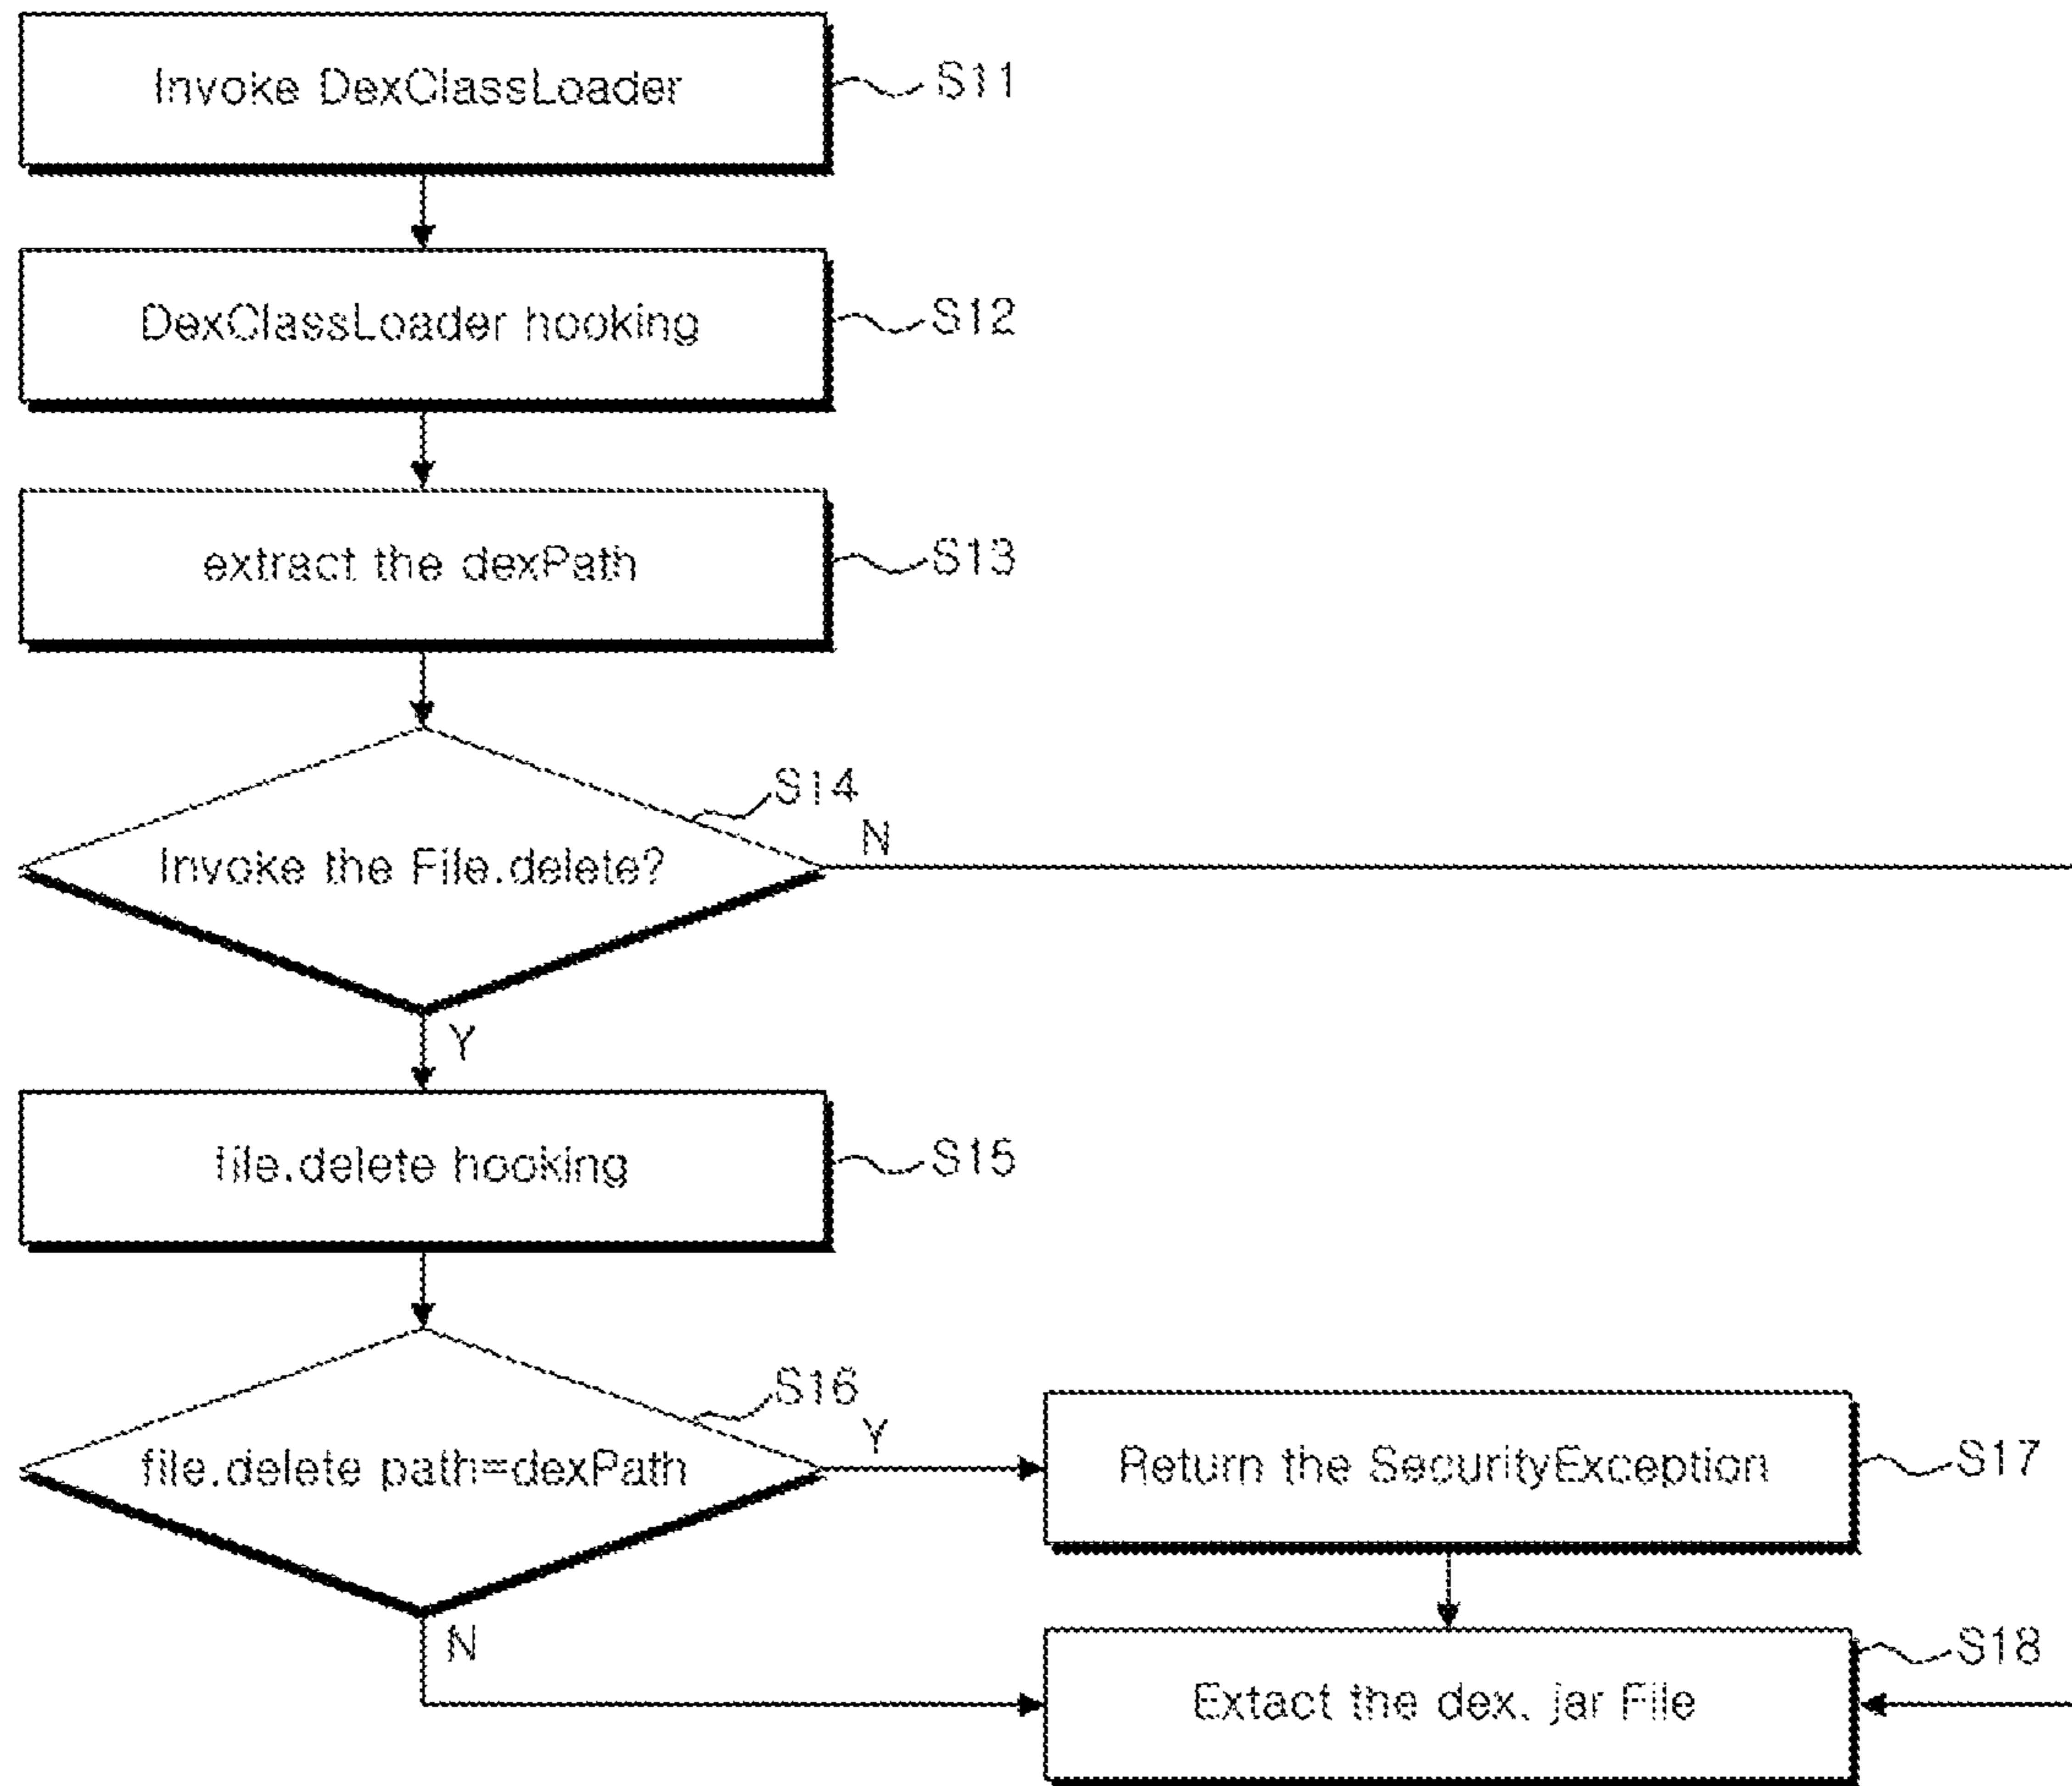 Invoke DexClassLoader
S11
DexClassLoader hooking
S12
extract the dexPath
S13
S14
Invoke the File.delete?
N
Y
file.delete hooking
S15
S16
file.delete path=dexPath
Y
Return the SecurityException
S17
N
Extact the dex, jar File
S18